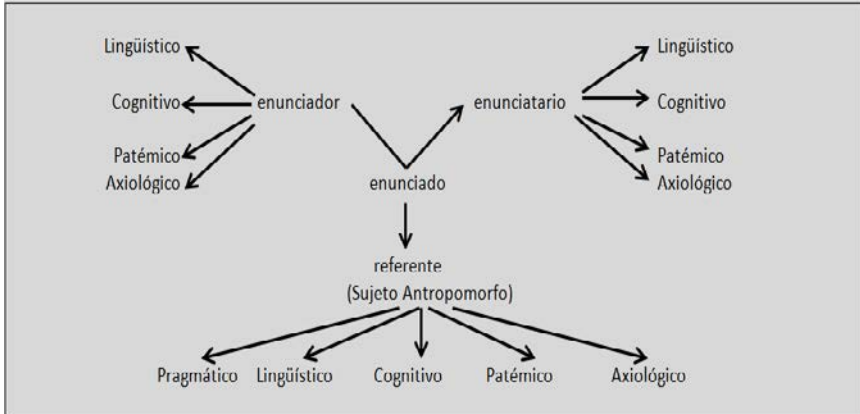 Lingüístico
Lingüístico
Cognitivo
enunciador
enunciatario
Cognitivo
Patémico
Patémico
Axiológico
enunciado
Axiológico
referente
(Sujeto Antropomorfo)
Pragmático
Lingüístico
Cognitivo
Patémico
Axiológico